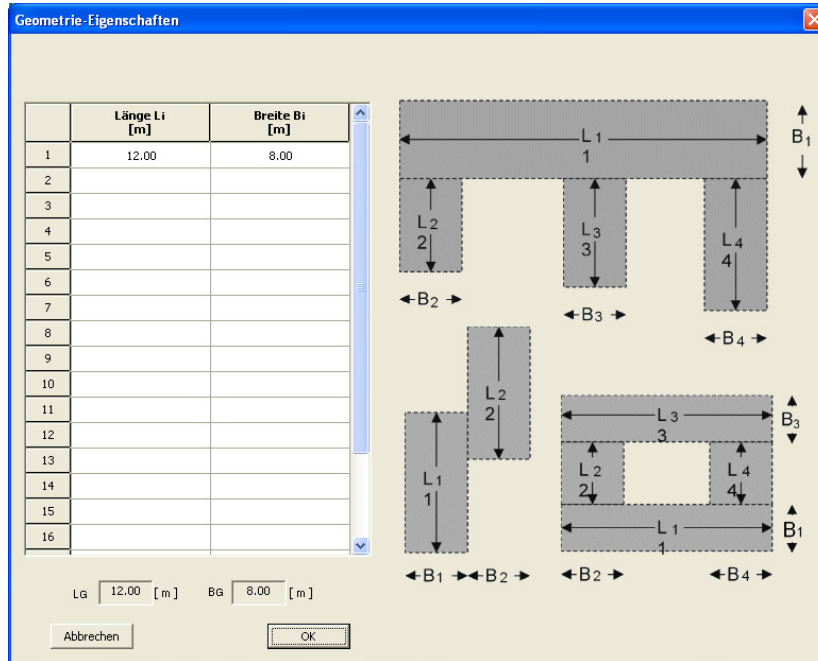 Geometrie-Eigenschaften
Länge Li [m]
Breite Bi [m]
1 12.00 8.00
2
3
4
5
6
7
8
9
10
11
12
13
14
15
16
LG 12.00 [ m ] BG 8.00 [ m ]
Abbrechen OK
L1
1
B1
L2
2
L3
3
L4
4
B2
B3
B4
L2
2
L1
1
B1 B2
L3
3
B3
L2
2
L4
4
L1
1
B1
B2 B4